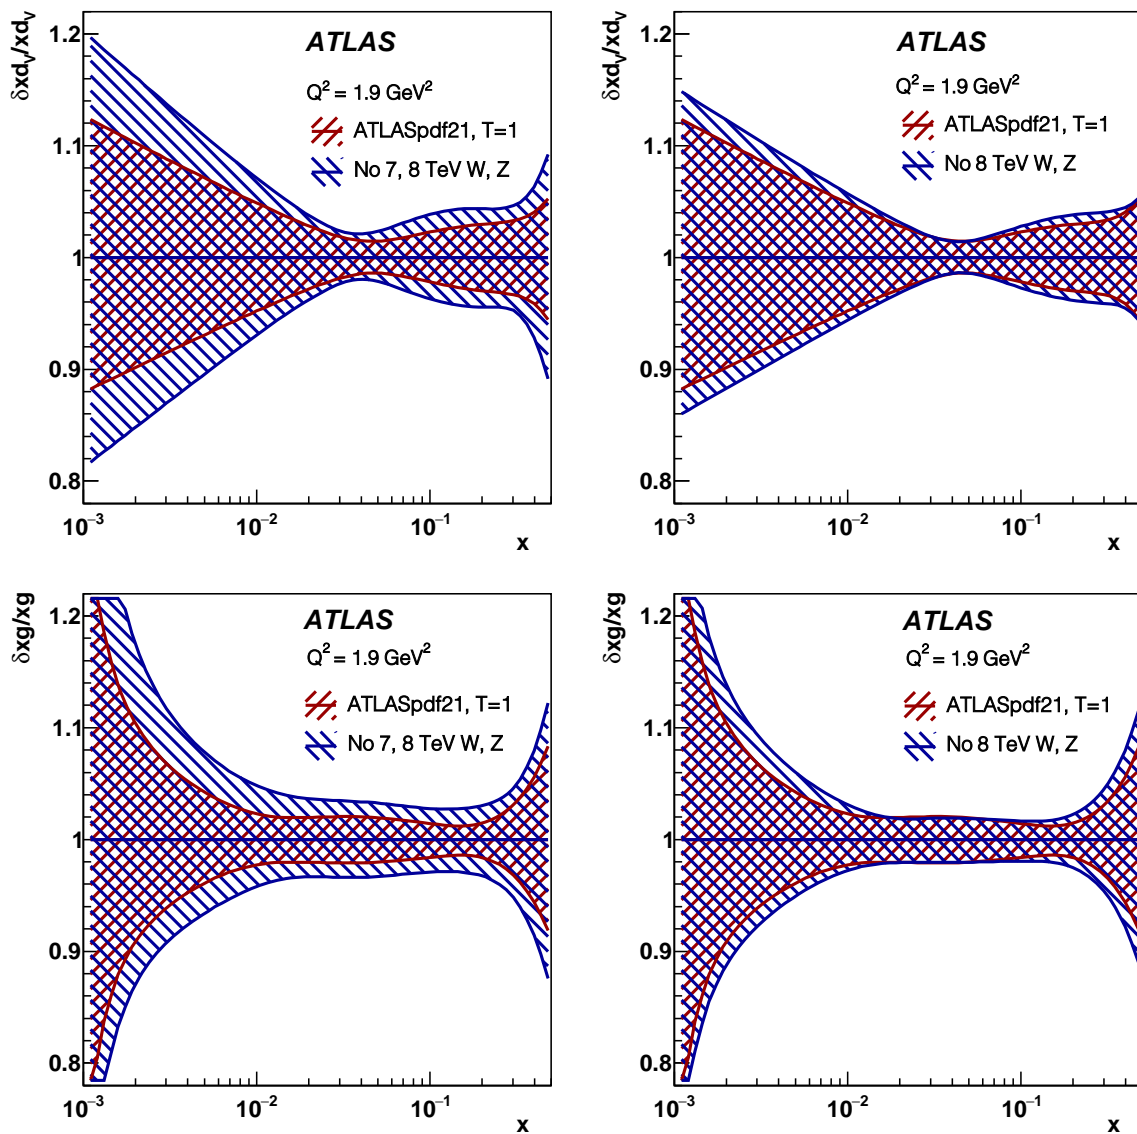 δxd_V/xd_V
ATLAS
Q² = 1.9 GeV²
ATLASpdf21, T=1
No 7, 8 TeV W, Z
1.2
1.1
1
0.9
0.8
10⁻³
10⁻²
10⁻¹
x
δxd_V/xd_V
ATLAS
Q² = 1.9 GeV²
ATLASpdf21, T=1
No 8 TeV W, Z
1.2
1.1
1
0.9
0.8
10⁻³
10⁻²
10⁻¹
x
δxg/xg
ATLAS
Q² = 1.9 GeV²
ATLASpdf21, T=1
No 7, 8 TeV W, Z
1.2
1.1
1
0.9
0.8
10⁻³
10⁻²
10⁻¹
x
δxg/xg
ATLAS
Q² = 1.9 GeV²
ATLASpdf21, T=1
No 8 TeV W, Z
1.2
1.1
1
0.9
0.8
10⁻³
10⁻²
10⁻¹
x